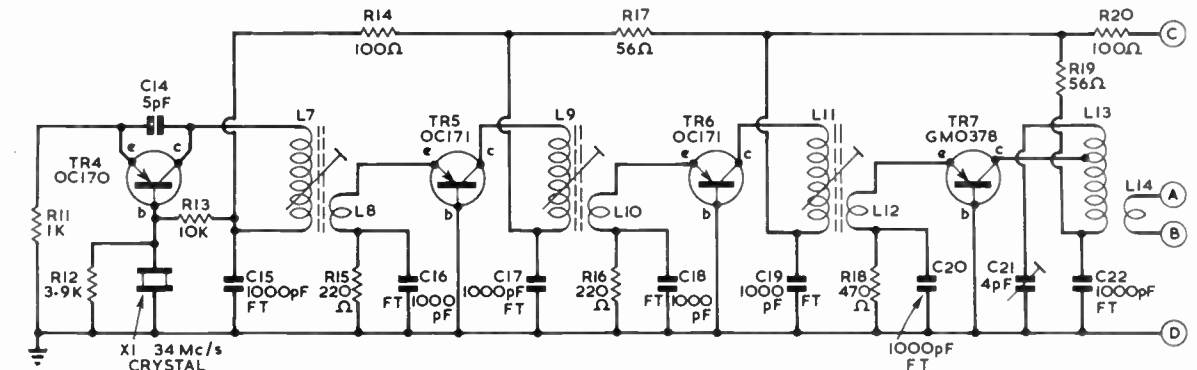 R14
100Ω
R17
56Ω
R20
100Ω
C
R19
56Ω
C14
5pF
L7
TR5
OC171
L9
TR6
OC171
L11
TR7
GMO378
L13
e
c
TR4
OC170
b
R13
10K
R11
1K
R12
3·9K
e
c
b
L8
e
c
b
L10
e
c
b
L12
L14
A
B
C15
1000pF
FT
R15
220
Ω
C16
FT
1000
pF
C17
1000pF
FT
R16
220
Ω
C18
FT
1000
pF
C19
1000
pF
FT
R18
470
Ω
C20
1000pF
FT
C21
4pF
C22
1000pF
FT
D
X1 34 Mc/s
CRYSTAL